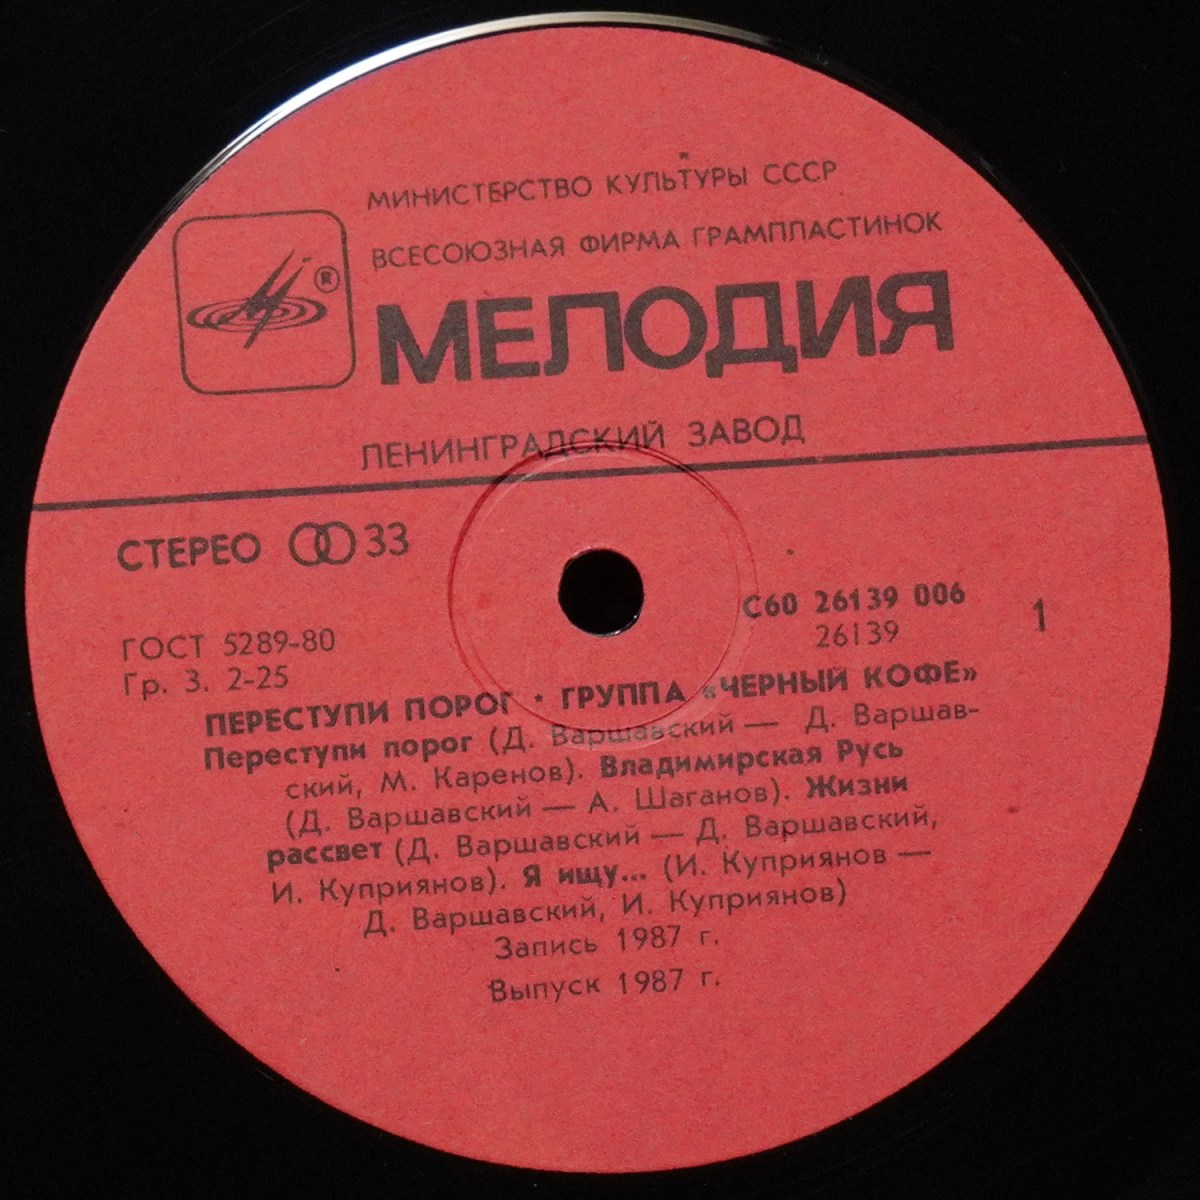 МИНИСТЕРСТВО КУЛЬТУРЫ СССР
ВСЕСОЮЗНАЯ ФИРМА ГРАМПЛАСТИНОК
®
МЕЛОДИЯ
ЛЕНИНГРАДСКИЙ ЗАВОД
СТЕРЕО 33
С60 26139 006
26139
1
ГОСТ 5289-80
Гр. 3. 2-25
ПЕРЕСТУПИ ПОРОГ · ГРУППА «ЧЕРНЫЙ КОФЕ»
Переступи порог (Д. Варшавский — Д. Варшав-
ский, М. Каренов). Владимирская Русь
(Д. Варшавский — А. Шаганов). Жизни
рассвет (Д. Варшавский — Д. Варшавский,
И. Куприянов). Я ищу... (И. Куприянов —
Д. Варшавский, И. Куприянов)
Запись 1987 г.
Выпуск 1987 г.